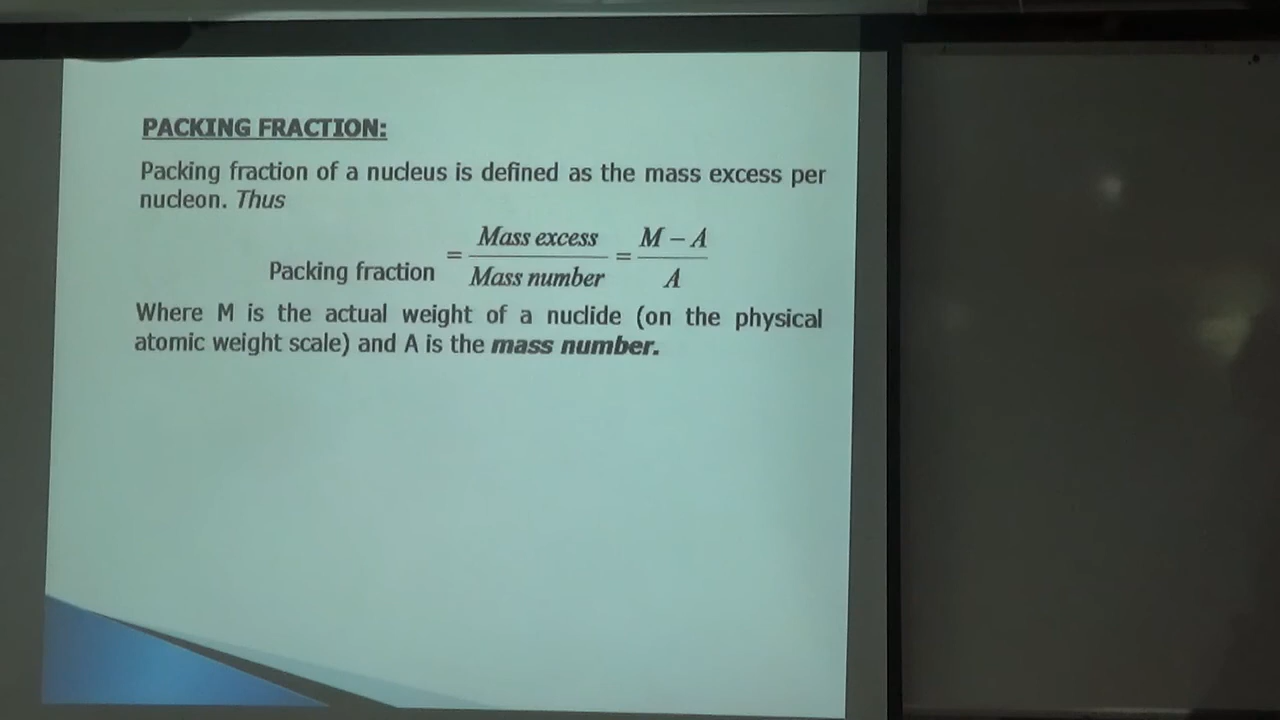 PACKING FRACTION:
Packing fraction of a nucleus is defined as the mass excess per
nucleon. Thus
Packing fraction = Mass excess / Mass number = M – A / A
Where M is the actual weight of a nuclide (on the physical
atomic weight scale) and A is the mass number.